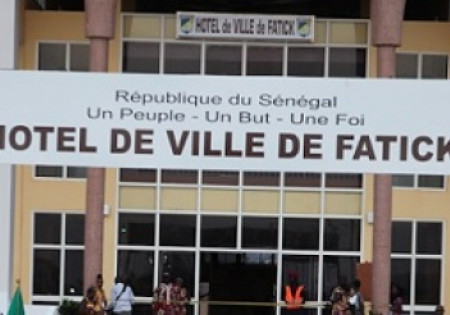 HOTEL de VILLE de FATICK
République du Sénégal
Un Peuple - Un But - Une Foi
HOTEL DE VILLE DE FATICK